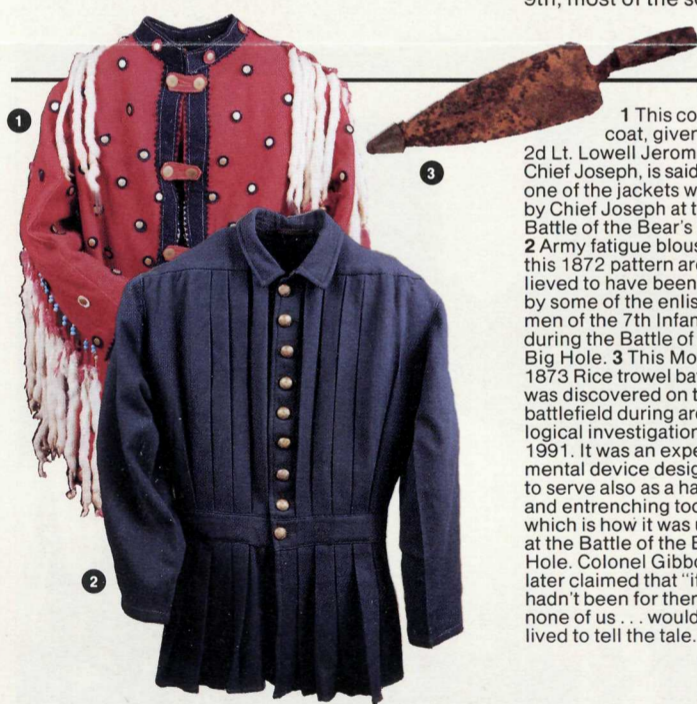 9th, most of the se
1
3
2
1 This co
coat, giver
2d Lt. Lowell Jerom
Chief Joseph, is said
one of the jackets w
by Chief Joseph at t
Battle of the Bear's
2 Army fatigue blous
this 1872 pattern are
lieved to have been
by some of the enlis
men of the 7th Infan
during the Battle of
Big Hole. 3 This Mo
1873 Rice trowel bay
was discovered on t
battlefield during arc
logical investigation
1991. It was an expe
mental device desig
to serve also as a ha
and entrenching too
which is how it was u
at the Battle of the B
Hole. Colonel Gibbo
later claimed that "if
hadn't been for them
none of us . . . would
lived to tell the tale.